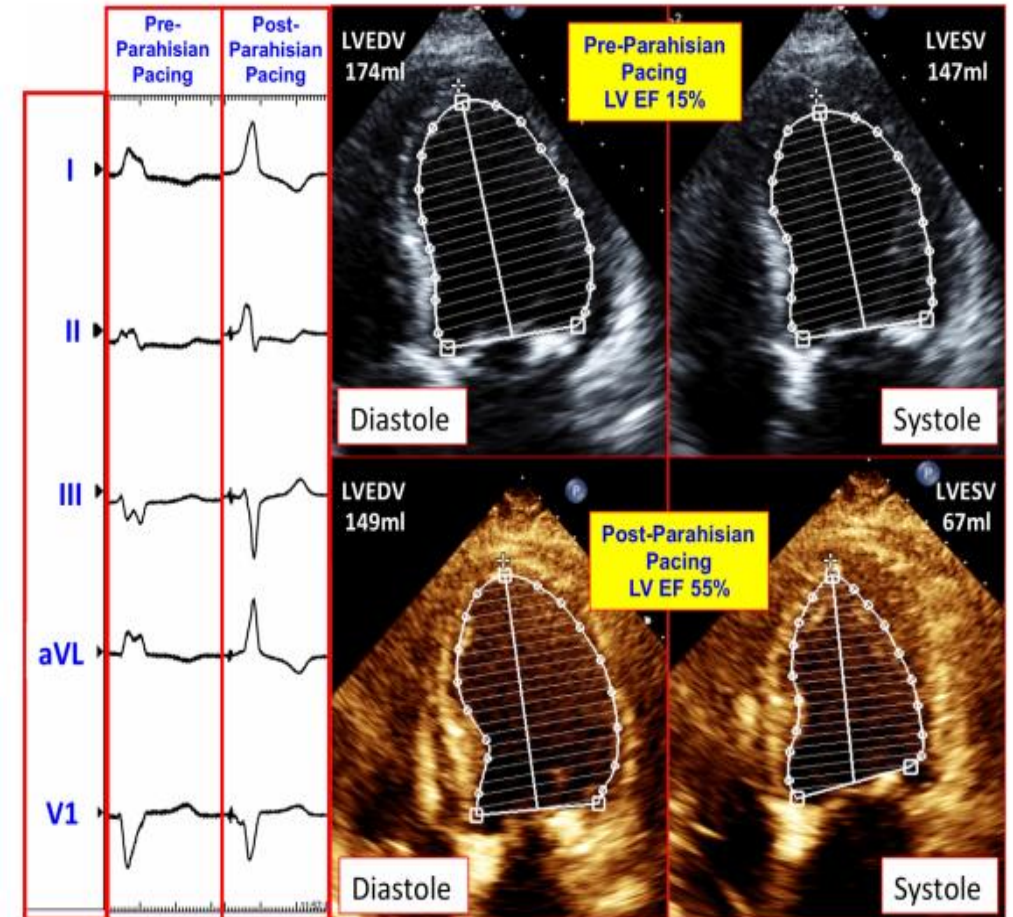 Pre-
Parahisian
Pacing
Post-
Parahisian
Pacing
I
II
III
aVL
V1
LVEDV
174ml
Pre-Parahisian
Pacing
LV EF 15%
LVESV
147ml
Diastole
Systole
LVEDV
149ml
Post-Parahisian
Pacing
LV EF 55%
LVESV
67ml
Diastole
Systole